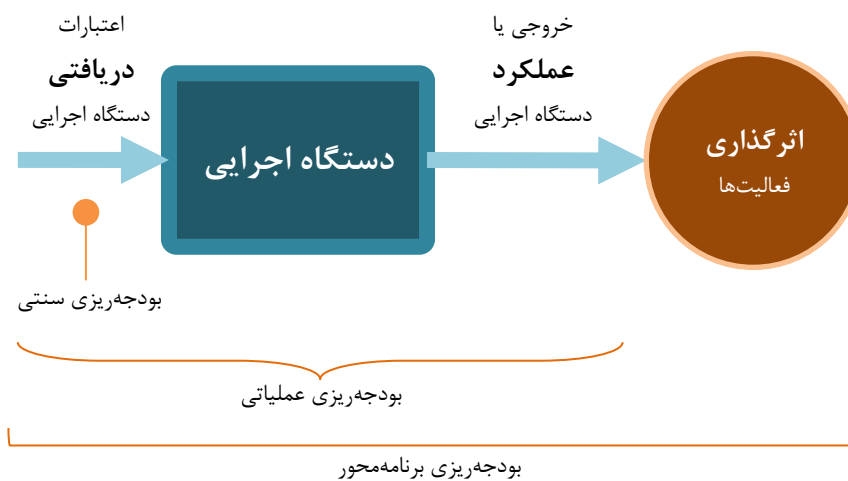 اعتبارات
دریافتی
دستگاه اجرایی
دستگاه اجرایی
خروجی یا
عملکرد
دستگاه اجرایی
اثرگذاری
فعالیت‌ها
بودجه‌ریزی سنتی
بودجه‌ریزی عملیاتی
بودجه‌ریزی برنامه‌محور